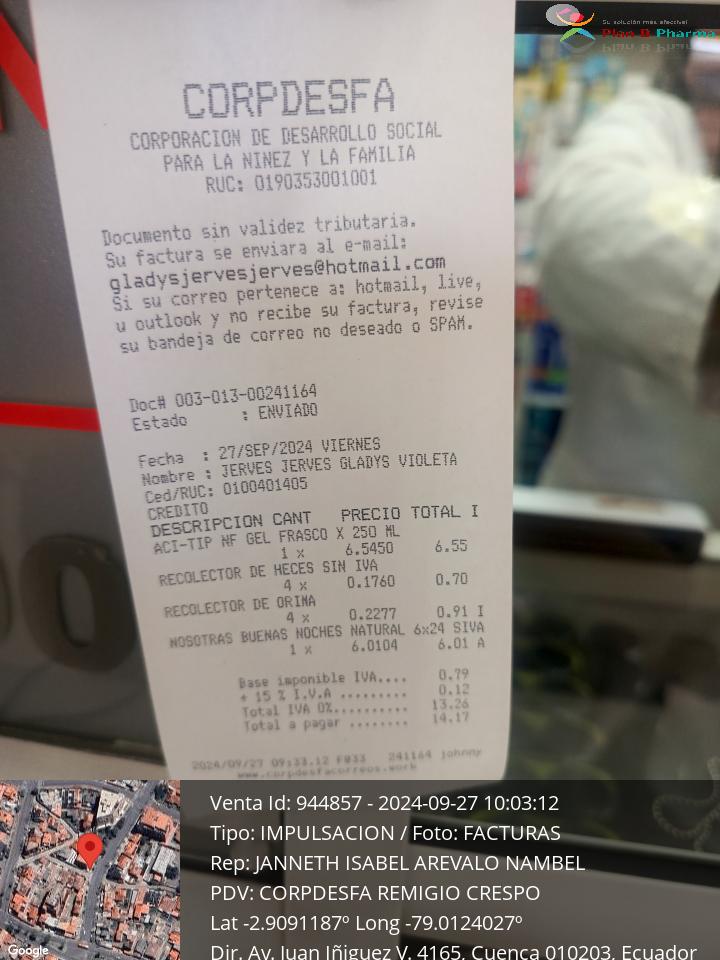 Su solución más efectiva!
Plan B Pharma
CORPDESFA
CORPORACION DE DESARROLLO SOCIAL
PARA LA NINEZ Y LA FAMILIA
RUC: 0190353001001
Documento sin validez tributaria.
Su factura se enviara al e-mail:
gladysjervesjerves@hotmail.com
Si su correo pertenece a: hotmail, live,
u outlook y no recibe su factura, revise
su bandeja de correo no deseado o SPAM.
Doc# 003-013-00241164
Estado : ENVIADO
Fecha : 27/SEP/2024 VIERNES
Nombre : JERVES JERVES GLADYS VIOLETA
Ced/RUC: 0100401405
CREDITO
DESCRIPCION CANT PRECIO TOTAL I
ACI-TIP NF GEL FRASCO X 250 ML
1 x 6.5450 6.55
RECOLECTOR DE HECES SIN IVA
4 x 0.1760 0.70
RECOLECTOR DE ORINA
4 x 0.2277 0.91 I
NOSOTRAS BUENAS NOCHES NATURAL 6x24 SIVA
1 x 6.0104 6.01 A
Base imponible IVA.... 0.79
+ 15 % I.V.A ......... 0.12
Total IVA 0%.......... 13.26
Total a pagar ........ 14.17
2024/09/27 09:33.12 F033 241164 johnny
www.corpdesfacorreos.work
Venta Id: 944857 - 2024-09-27 10:03:12
Tipo: IMPULSACION / Foto: FACTURAS
Rep: JANNETH ISABEL AREVALO NAMBEL
PDV: CORPDESFA REMIGIO CRESPO
Lat -2.9091187º Long -79.0124027º
Dir. Av. Juan Iñiguez V. 4165, Cuenca 010203, Ecuador
Google